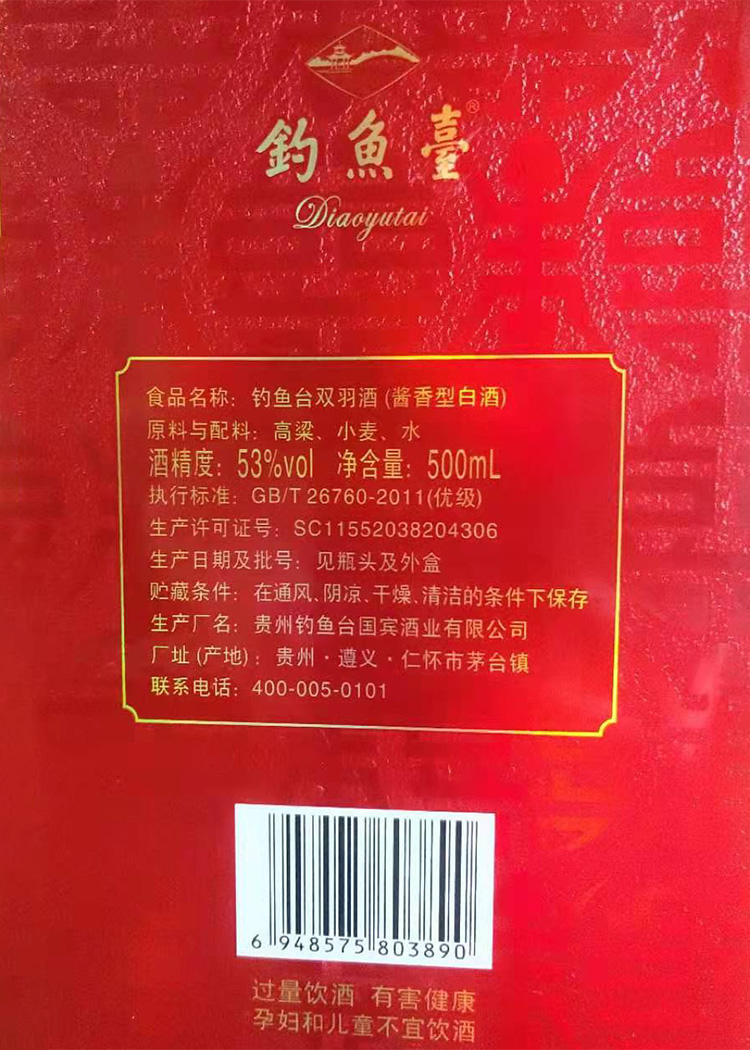 釣魚臺®
Diaoyutai
食品名称：钓鱼台双羽酒(酱香型白酒)
原料与配料：高粱、小麦、水
酒精度：53%vol 净含量：500mL
执行标准：GB/T 26760-2011(优级)
生产许可证号：SC11552038204306
生产日期及批号：见瓶头及外盒
贮藏条件：在通风、阴凉、干燥、清洁的条件下保存
生产厂名：贵州钓鱼台国宾酒业有限公司
厂址(产地)：贵州·遵义·仁怀市茅台镇
联系电话：400-005-0101
6 948575 803890
过量饮酒 有害健康
孕妇和儿童不宜饮酒